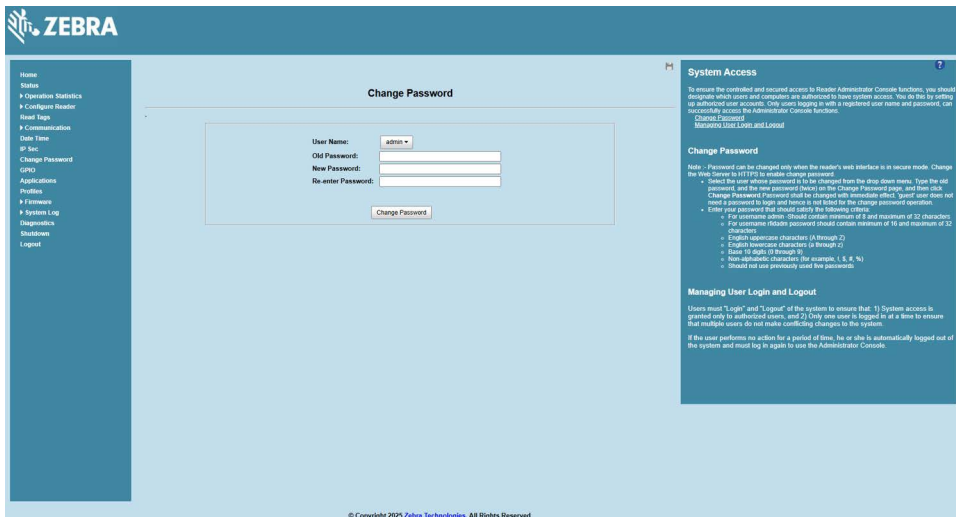 ZEBRA
Home
Status
Operation Statistics
Configure Reader
Read Tags
Communication
Date Time
IP Sec
Change Password
GPIO
Applications
Profiles
Firmware
System Log
Diagnostics
Shutdown
Logout
Change Password
User Name: admin
Old Password:
New Password:
Re-enter Password:
Change Password
?
System Access
To ensure the controlled and secured access to Reader Administrator Console functions, you should
designate which users and computers are authorized to have system access. You do this by setting
up authorized user accounts. Only users logging in with a registered user name and password, can
successfully access the Administrator Console functions.
Change Password
Managing User Login and Logout
Change Password
Note :- Password can be changed only when the reader's web interface is in secure mode. Change
the Web Server to HTTPS to enable change password.
Select the user whose password is to be changed from the drop down menu. Type the old
password, and the new password (twice) on the Change Password page, and then click
Change Password.Password shall be changed with immediate effect. 'guest' user does not
need a password to login and hence is not listed for the change password operation.
Enter your password that should satisfy the following criteria:
For username admin -Should contain minimum of 8 and maximum of 32 characters
For username rfidadm password should contain minimum of 16 and maximum of 32
characters
English uppercase characters (A through Z)
English lowercase characters (a through z)
Base 10 digits (0 through 9)
Non-alphabetic characters (for example, !, $, #, %)
Should not use previously used five passwords
Managing User Login and Logout
Users must "Login" and "Logout" of the system to ensure that: 1) System access is
granted only to authorized users, and 2) Only one user is logged in at a time to ensure
that multiple users do not make conflicting changes to the system.
If the user performs no action for a period of time, he or she is automatically logged out of
the system and must log in again to use the Administrator Console.
© Copyright 2025 Zebra Technologies. All Rights Reserved.